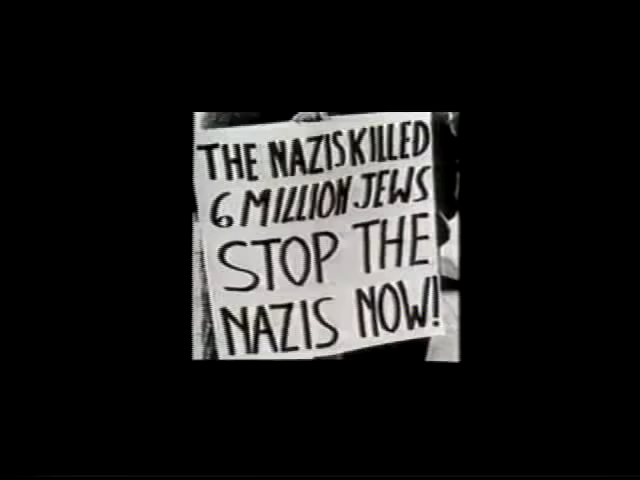 THE NAZIS KILLED
6 MILLION JEWS
STOP THE
NAZIS NOW!